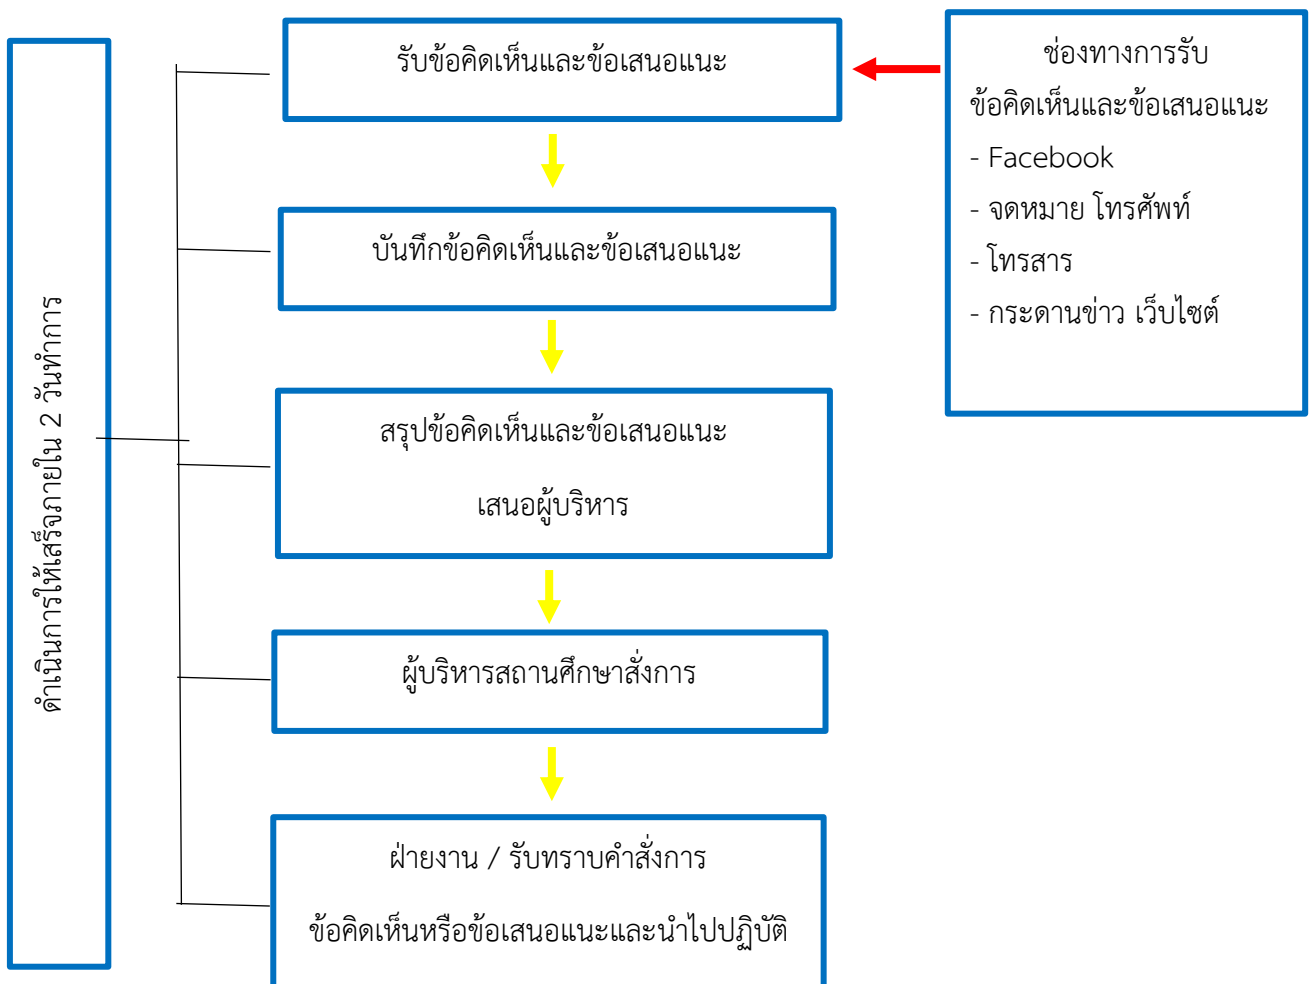 รับข้อคิดเห็นและข้อเสนอแนะ
ช่องทางการรับ
ข้อคิดเห็นและข้อเสนอแนะ
- Facebook
- จดหมาย โทรศัพท์
- โทรสาร
- กระดานข่าว เว็บไซต์
บันทึกข้อคิดเห็นและข้อเสนอแนะ
สรุปข้อคิดเห็นและข้อเสนอแนะ
เสนอผู้บริหาร
ผู้บริหารสถานศึกษาสั่งการ
ฝ่ายงาน / รับทราบคำสั่งการ
ข้อคิดเห็นหรือข้อเสนอแนะและนำไปปฏิบัติ
ดำเนินการให้เสร็จภายใน 2 วันทำการ